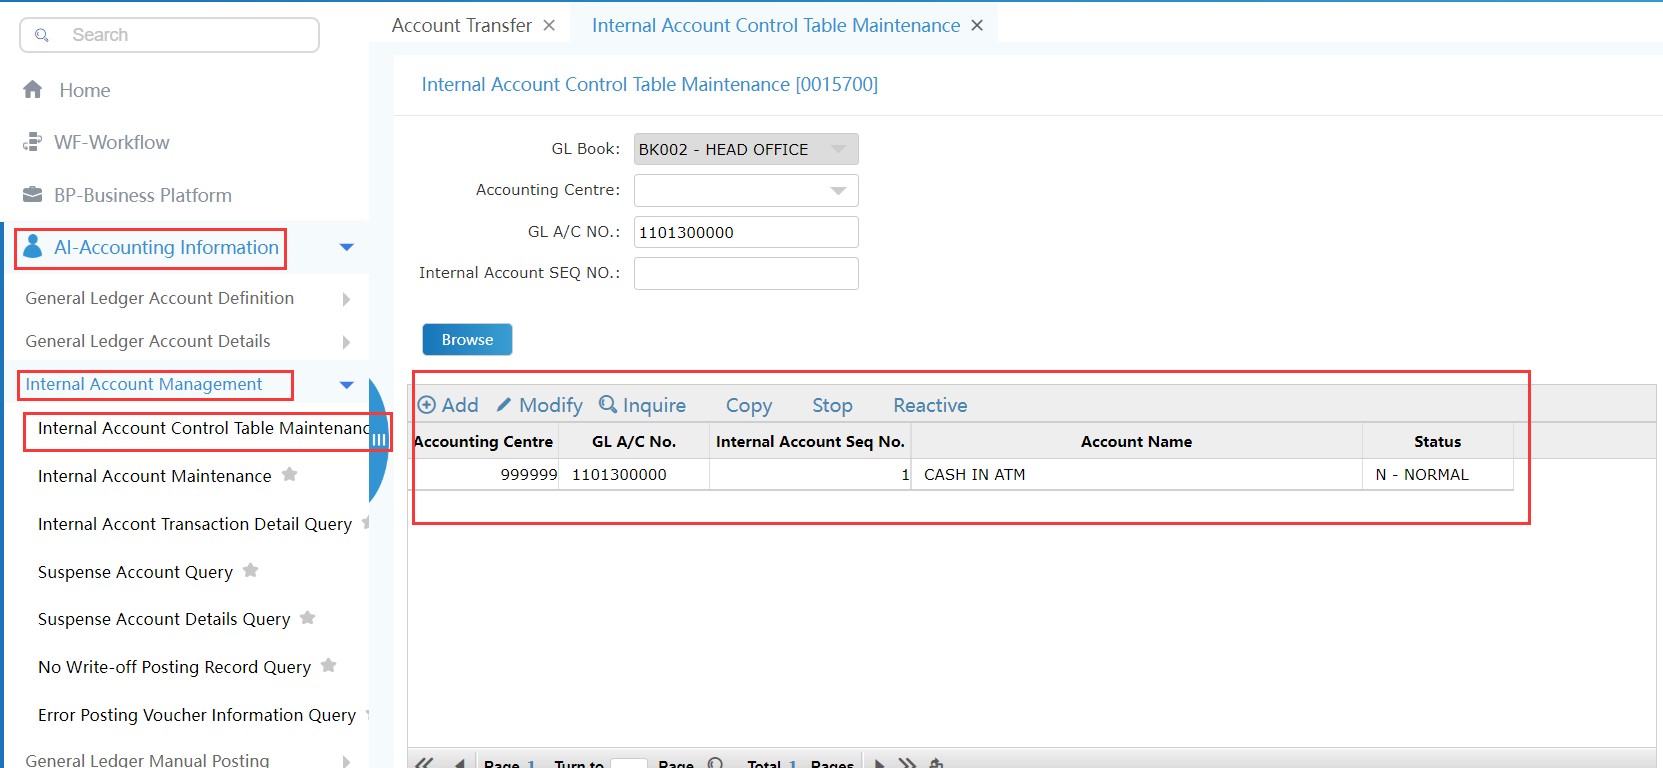 Search
Home
WF-Workflow
BP-Business Platform
AI-Accounting Information
General Ledger Account Definition
General Ledger Account Details
Internal Account Management
Internal Account Control Table Maintenanc
Internal Account Maintenance
Internal Accont Transaction Detail Query
Suspense Account Query
Suspense Account Details Query
No Write-off Posting Record Query
Error Posting Voucher Information Query
General Ledger Manual Posting
Account Transfer Internal Account Control Table Maintenance
Internal Account Control Table Maintenance [0015700]
GL Book: BK002 - HEAD OFFICE
Accounting Centre:
GL A/C NO.: 1101300000
Internal Account SEQ NO.:
Browse
Add Modify Inquire Copy Stop Reactive
Accounting Centre GL A/C No. Internal Account Seq No. Account Name Status
999999 1101300000 1 CASH IN ATM N - NORMAL
Page 1 Turn to Page Total 1 Pages